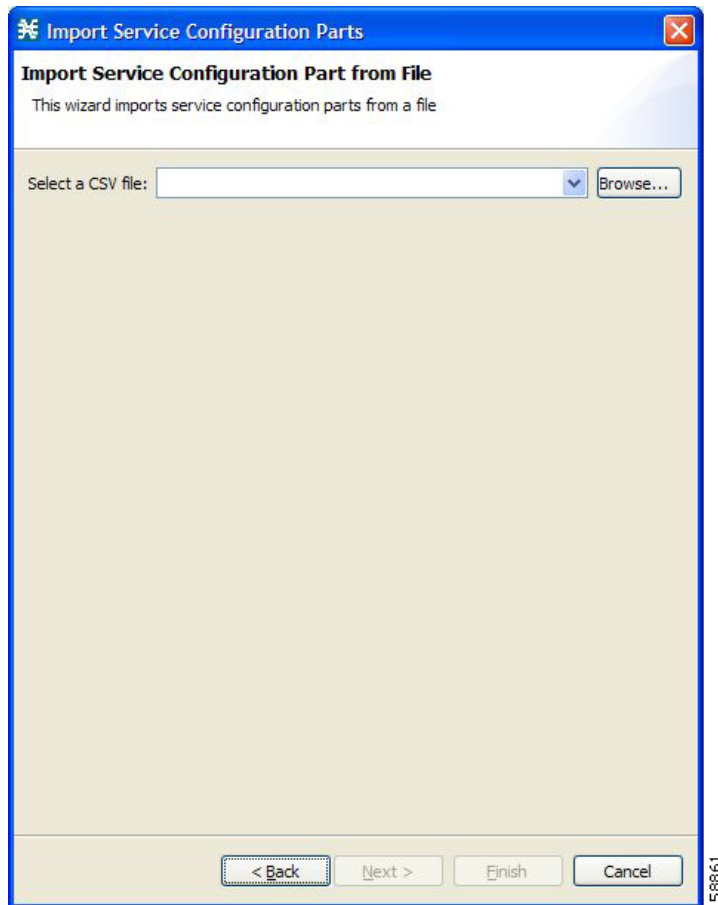 Import Service Configuration Parts
Import Service Configuration Part from File
This wizard imports service configuration parts from a file
Select a CSV file:
Browse...
< Back
Next >
Finish
Cancel
58861